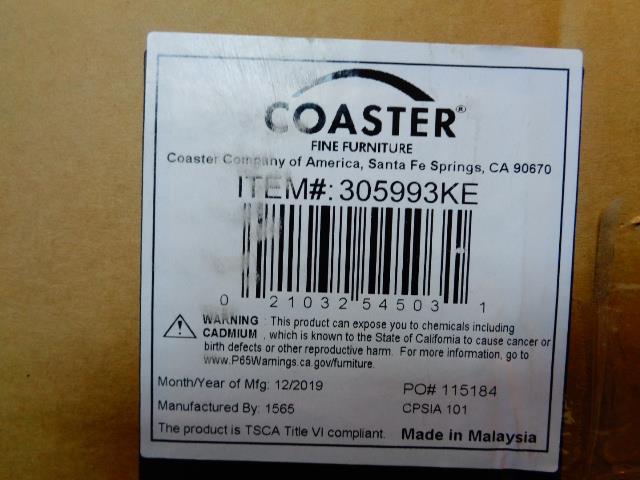 COASTER®
FINE FURNITURE
Coaster Company of America, Santa Fe Springs, CA 90670
ITEM#: 305993KE
0 21032 54503 1
WARNING : This product can expose you to chemicals including
CADMIUM , which is known to the State of California to cause cancer or
birth defects or other reproductive harm. For more information, go to
www.P65Warnings.ca.gov/furniture.
Month/Year of Mfg: 12/2019 PO# 115184
Manufactured By: 1565 CPSIA 101
The product is TSCA Title VI compliant. Made in Malaysia